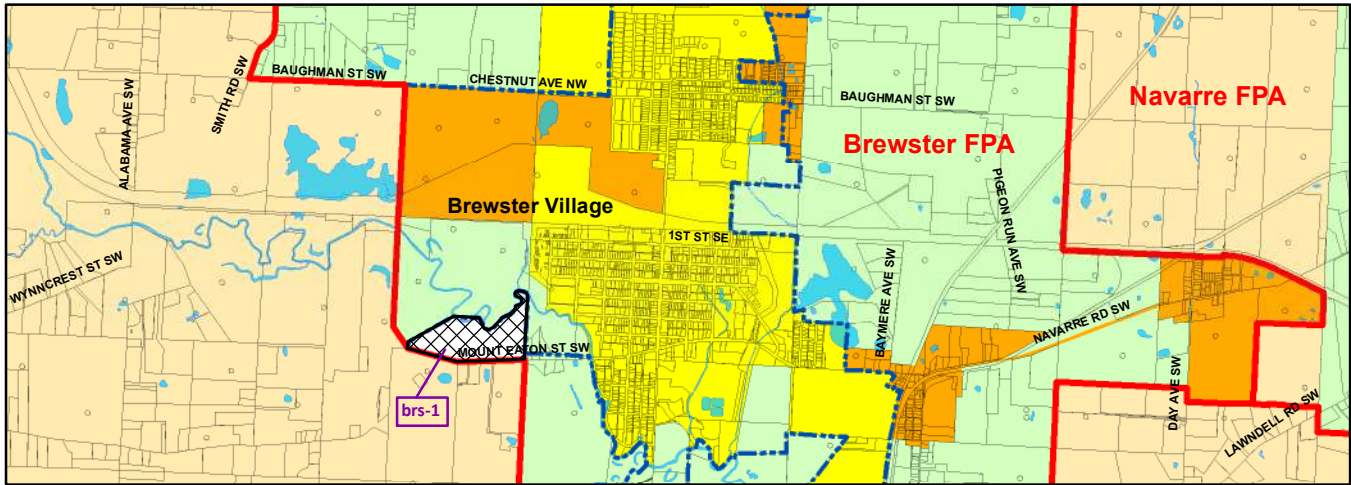 BAUGHMAN ST SW
CHESTNUT AVE NW
ALABAMA AVE SW
SMITH RD SW
BAUGHMAN ST SW
Navarre FPA
Brewster FPA
PIGEON RUN AVE SW
Brewster Village
1ST ST SE
WYNNCREST ST SW
BAYMERE AVE SW
NAVARRE RD SW
MOUNT EATON ST SW
brs-1
DAY AVE SW
LAWNDELL RD SW